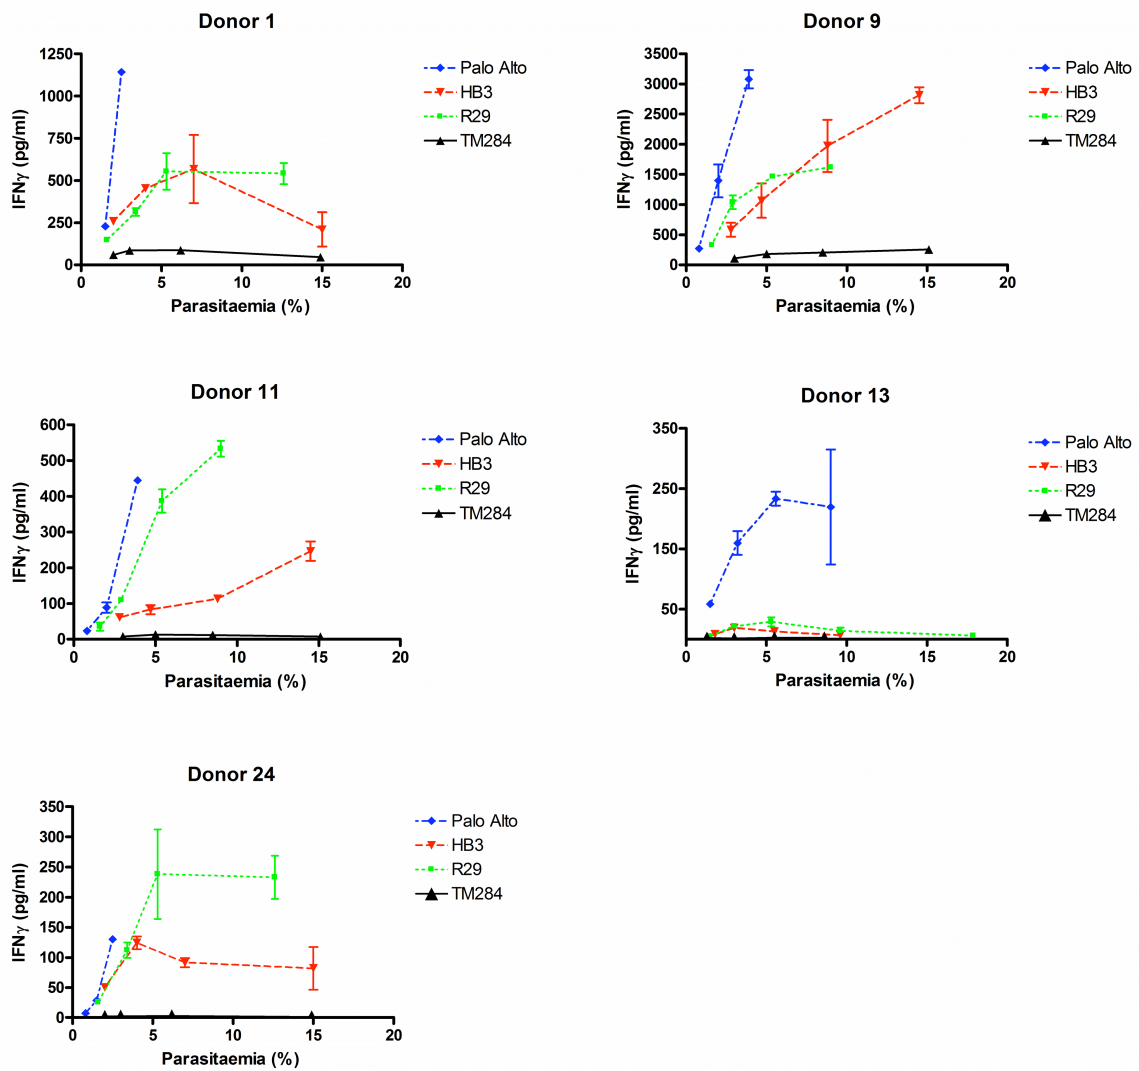 Donor 1
1250
1000
750
500
250
0
0 5 10 15 20
IFNγ (pg/ml)
Parasitaemia (%)
Palo Alto
HB3
R29
TM284
Donor 9
3500
3000
2500
2000
1500
1000
500
0
0 5 10 15 20
IFNγ (pg/ml)
Parasitaemia (%)
Palo Alto
HB3
R29
TM284
Donor 11
600
500
400
300
200
100
0
0 5 10 15 20
IFNγ (pg/ml)
Parasitaemia (%)
Palo Alto
HB3
R29
TM284
Donor 13
350
250
150
50
0 5 10 15 20
IFNγ (pg/ml)
Parasitaemia (%)
Palo Alto
HB3
R29
TM284
Donor 24
350
300
250
200
150
100
50
0
0 5 10 15 20
IFNγ (pg/ml)
Parasitaemia (%)
Palo Alto
HB3
R29
TM284